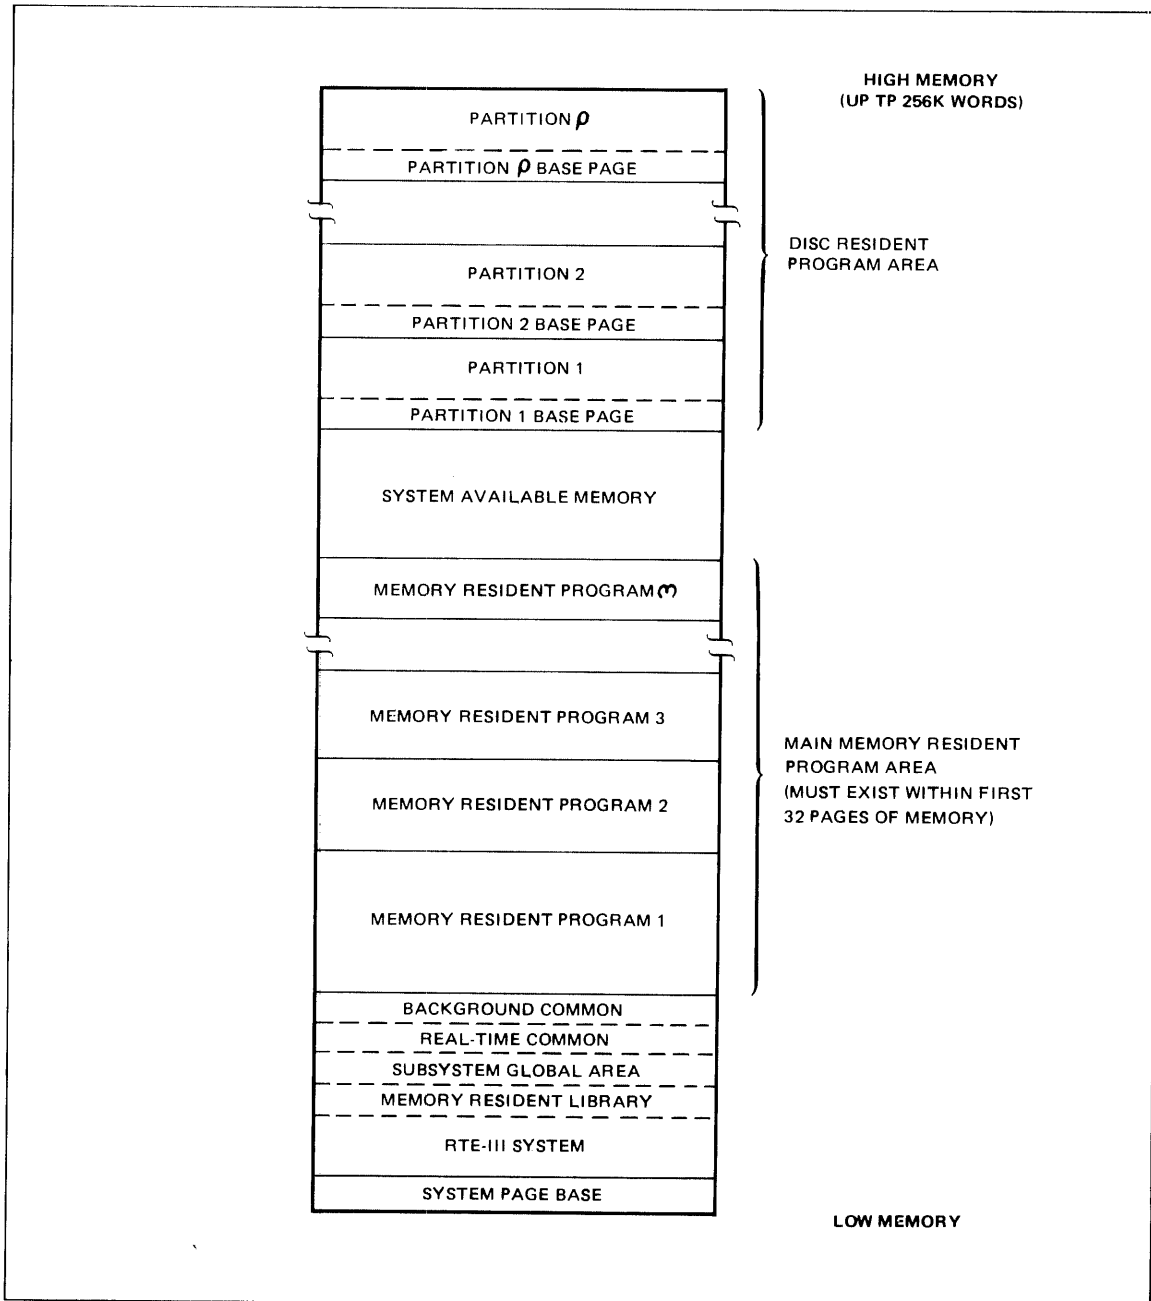 HIGH MEMORY
(UP TP 256K WORDS)
PARTITION ρ
PARTITION ρ BASE PAGE
DISC RESIDENT
PROGRAM AREA
PARTITION 2
PARTITION 2 BASE PAGE
PARTITION 1
PARTITION 1 BASE PAGE
SYSTEM AVAILABLE MEMORY
MEMORY RESIDENT PROGRAM m
MEMORY RESIDENT PROGRAM 3
MAIN MEMORY RESIDENT
PROGRAM AREA
(MUST EXIST WITHIN FIRST
32 PAGES OF MEMORY)
MEMORY RESIDENT PROGRAM 2
MEMORY RESIDENT PROGRAM 1
BACKGROUND COMMON
REAL-TIME COMMON
SUBSYSTEM GLOBAL AREA
MEMORY RESIDENT LIBRARY
RTE-III SYSTEM
SYSTEM PAGE BASE
LOW MEMORY